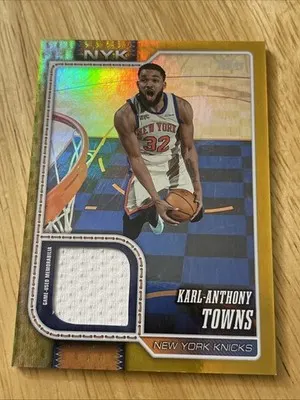 NYK
NEW YORK
32
GAME-USED MEMORABILIA
KARL-ANTHONY
TOWNS
NEW YORK KNICKS